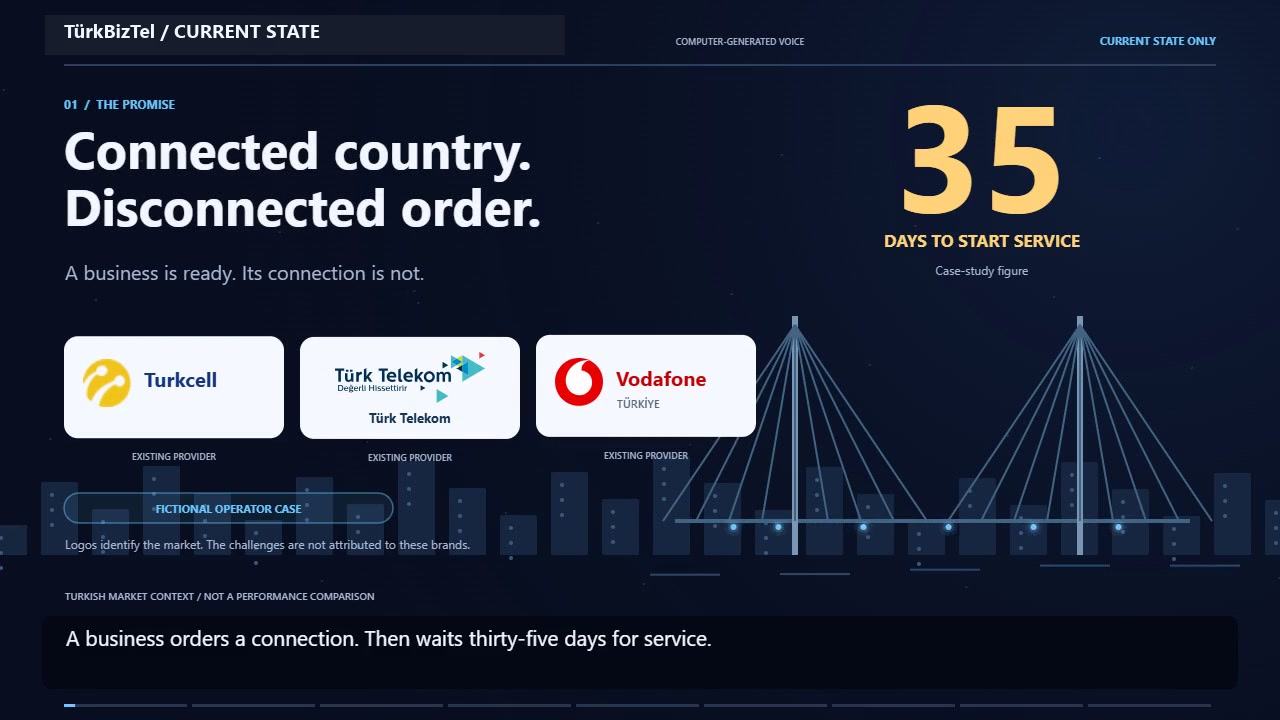 TürkBizTel / CURRENT STATE
COMPUTER-GENERATED VOICE
CURRENT STATE ONLY
01 / THE PROMISE
Connected country.
Disconnected order.
A business is ready. Its connection is not.
35
DAYS TO START SERVICE
Case-study figure
Turkcell
EXISTING PROVIDER
Türk Telekom
Değerli Hissettirir
Türk Telekom
EXISTING PROVIDER
Vodafone
TÜRKİYE
EXISTING PROVIDER
FICTIONAL OPERATOR CASE
Logos identify the market. The challenges are not attributed to these brands.
TURKISH MARKET CONTEXT / NOT A PERFORMANCE COMPARISON
A business orders a connection. Then waits thirty-five days for service.